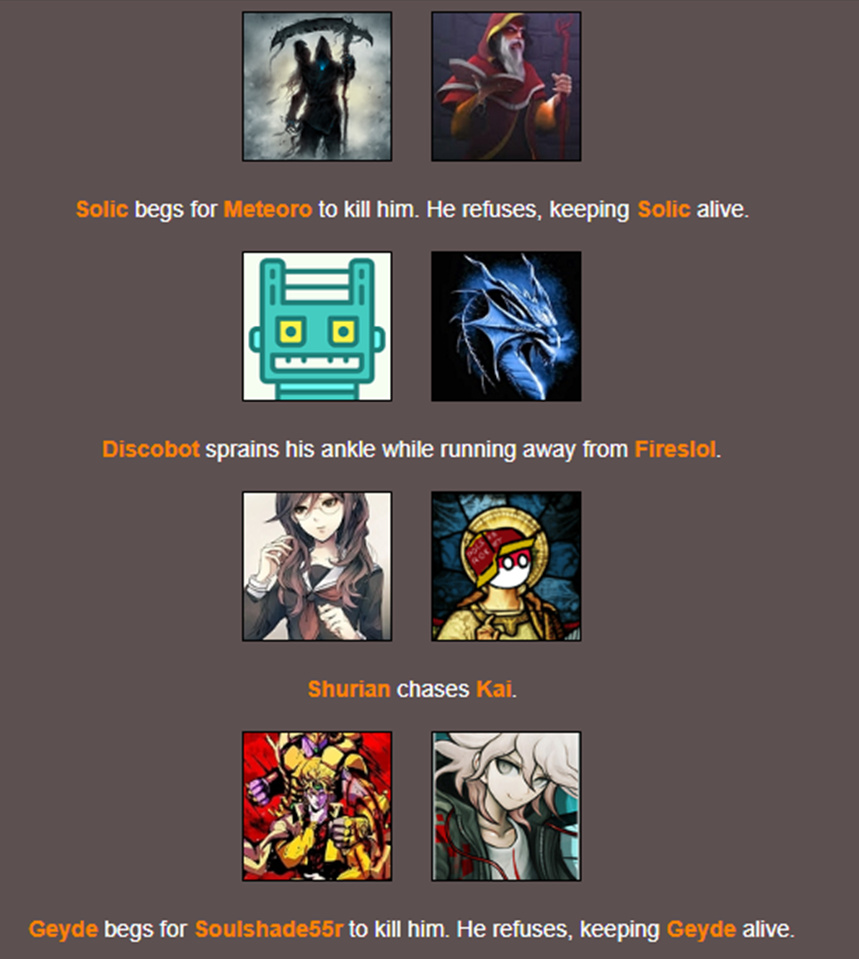 Solic begs for Meteoro to kill him. He refuses, keeping Solic alive.
Discobot sprains his ankle while running away from Fireslol.
Shurian chases Kai.
Geyde begs for Soulshade55r to kill him. He refuses, keeping Geyde alive.